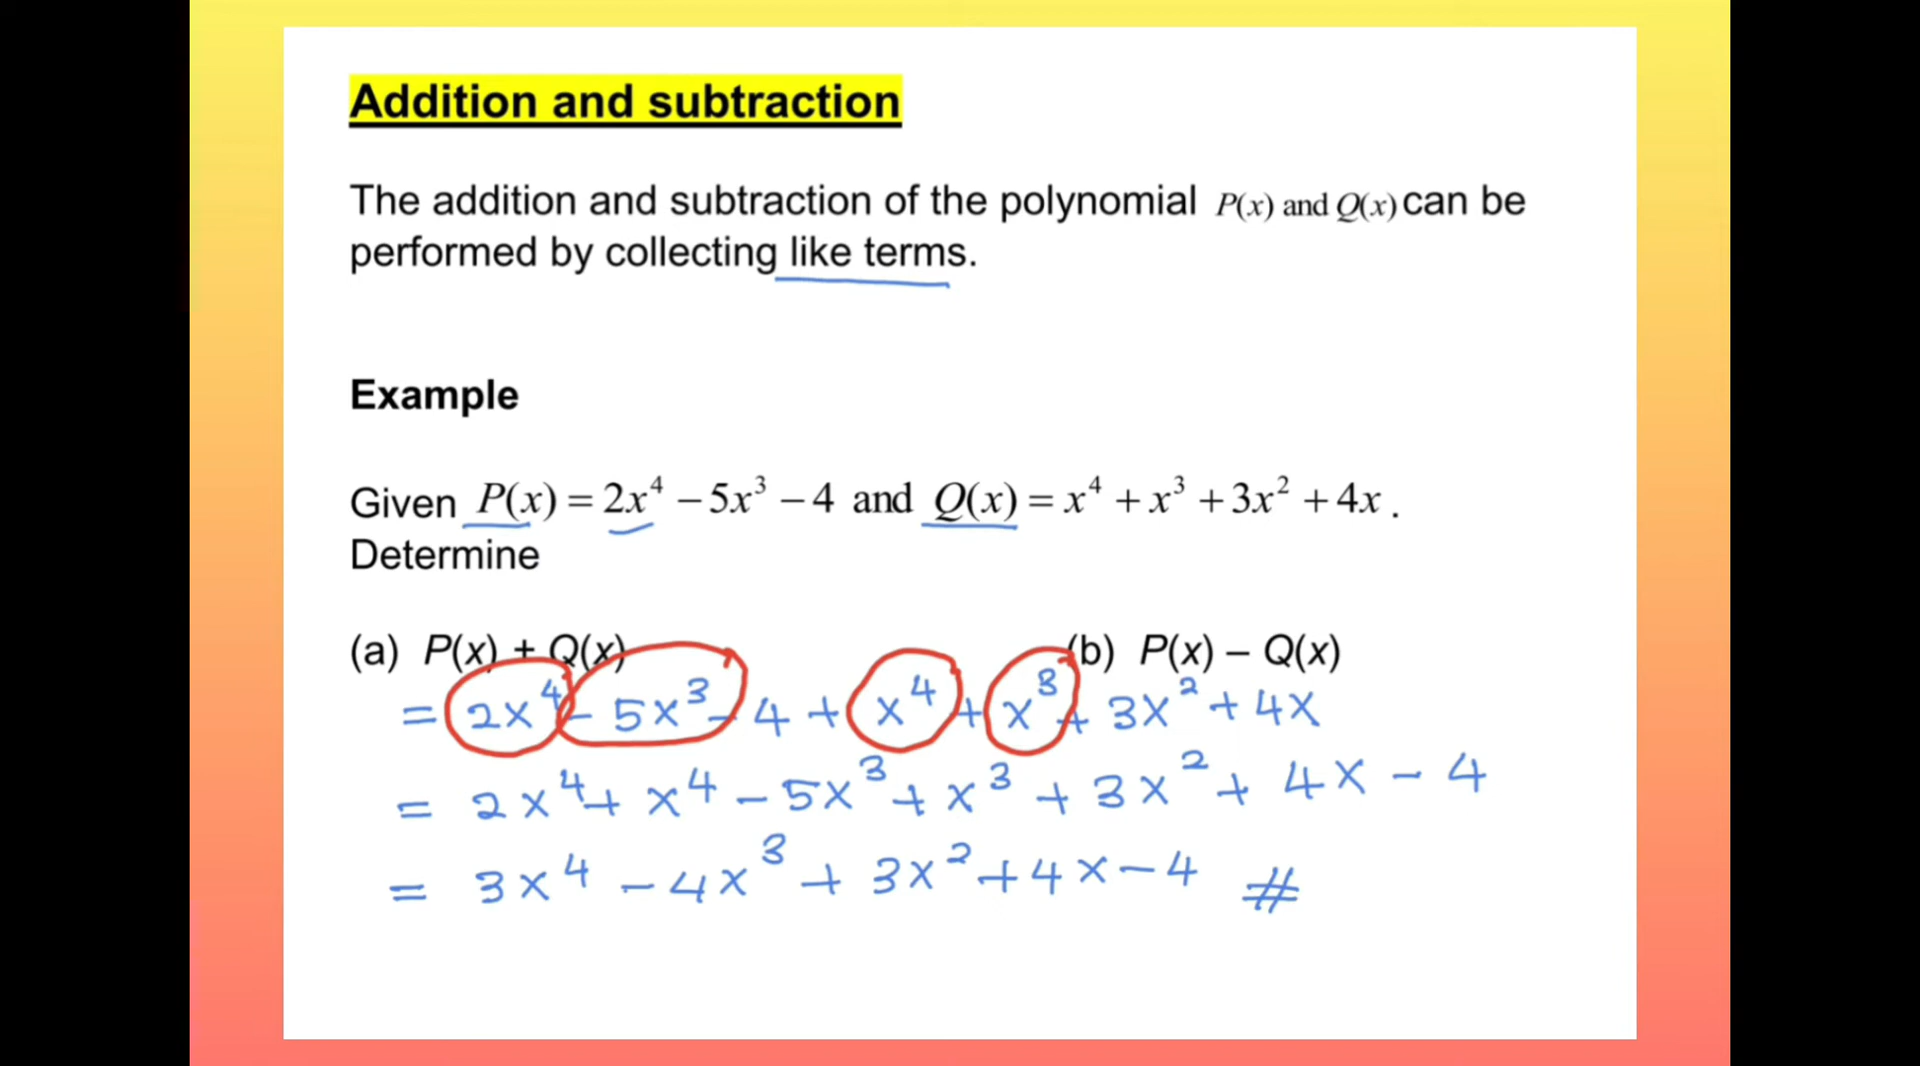 Addition and subtraction
The addition and subtraction of the polynomial P(x) and Q(x) can be
performed by collecting like terms.
Example
Given P(x) = 2x⁴ − 5x³ − 4 and Q(x) = x⁴ + x³ + 3x² + 4x .
Determine
(a) P(x) + Q(x) (b) P(x) – Q(x)
= 2x⁴ − 5x³ − 4 + x⁴ + x³ + 3x² + 4x
= 2x⁴ + x⁴ − 5x³ + x³ + 3x² + 4x − 4
= 3x⁴ − 4x³ + 3x² + 4x − 4 #